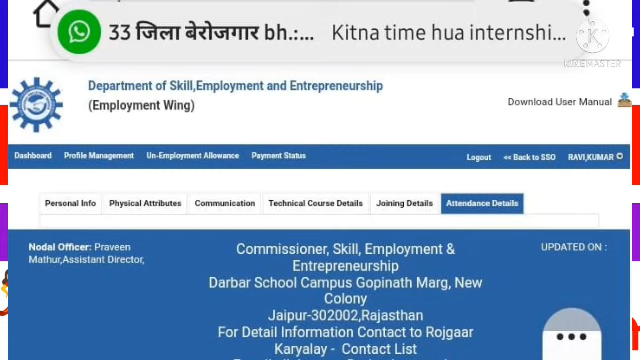 33 जिला बेरोजगार bh.:... Kitna time hua internshi...
KINEMASTER
Department of Skill,Employment and Entrepreneurship
(Employment Wing)
Download User Manual
Dashboard Profile Management Un-Employment Allowance Payment Status Logout << Back to SSO RAVI,KUMAR
Personal Info Physical Attributes Communication Technical Course Details Joining Details Attendance Details
Nodal Officer: Praveen
Mathur,Assistant Director,
Commissioner, Skill, Employment &
Entrepreneurship
Darbar School Campus Gopinath Marg, New
Colony
Jaipur-302002,Rajasthan
For Detail Information Contact to Rojgaar
Karyalay - Contact List
UPDATED ON :